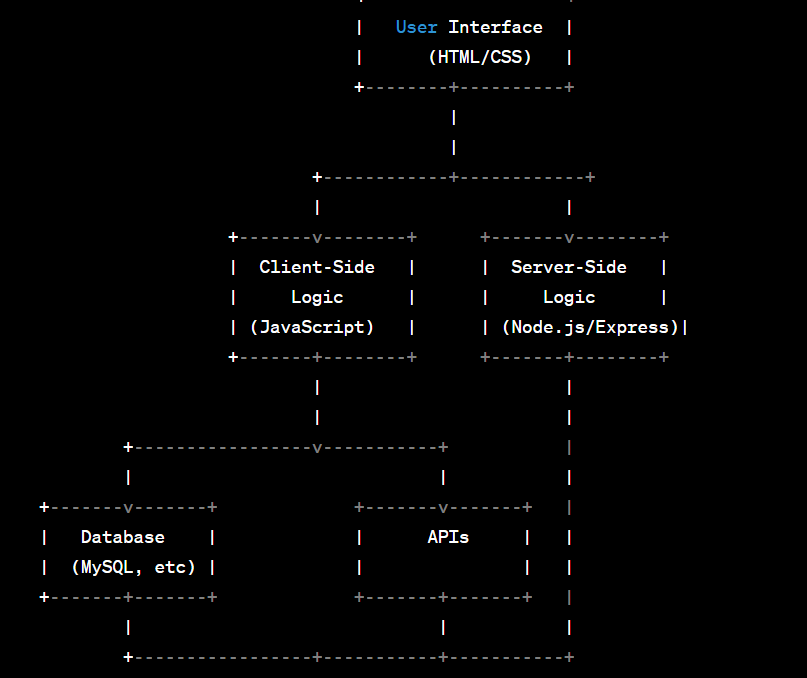 User Interface
(HTML/CSS)
Client-Side Server-Side
Logic Logic
(JavaScript) (Node.js/Express)
Database APIs
(MySQL, etc)